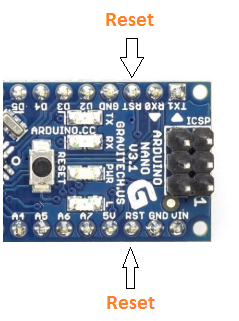 Reset
D5 D4 D3 D2 GND RST RX0 TX1
ICSP
ARDUINO.CC
TX
RX
PWR
L
RESET
GRAVITECH.US
ARDUINO
NANO
V3.1
G
1
A4 A5 A6 A7 5V RST GND VIN
Reset